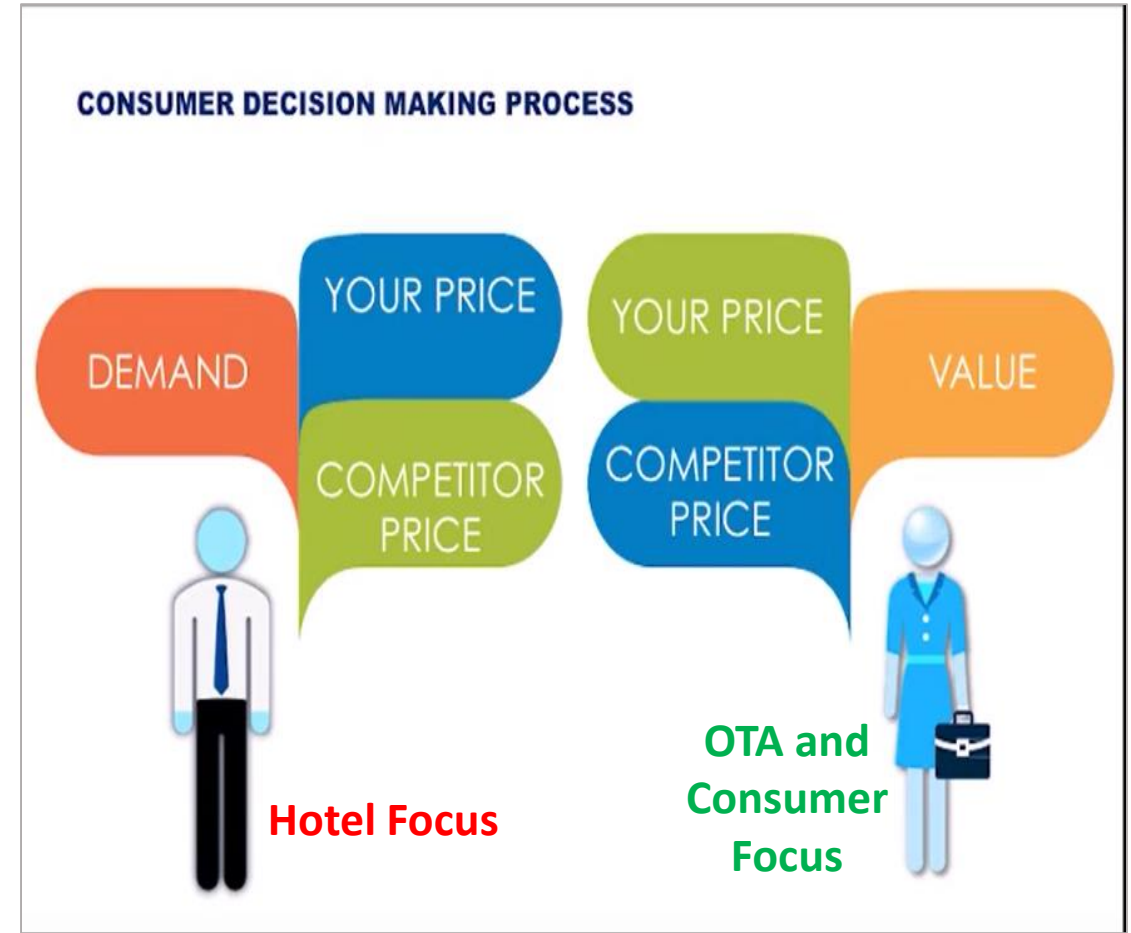 CONSUMER DECISION MAKING PROCESS
DEMAND
YOUR PRICE
COMPETITOR
PRICE
YOUR PRICE
COMPETITOR
PRICE
VALUE
Hotel Focus
OTA and
Consumer
Focus